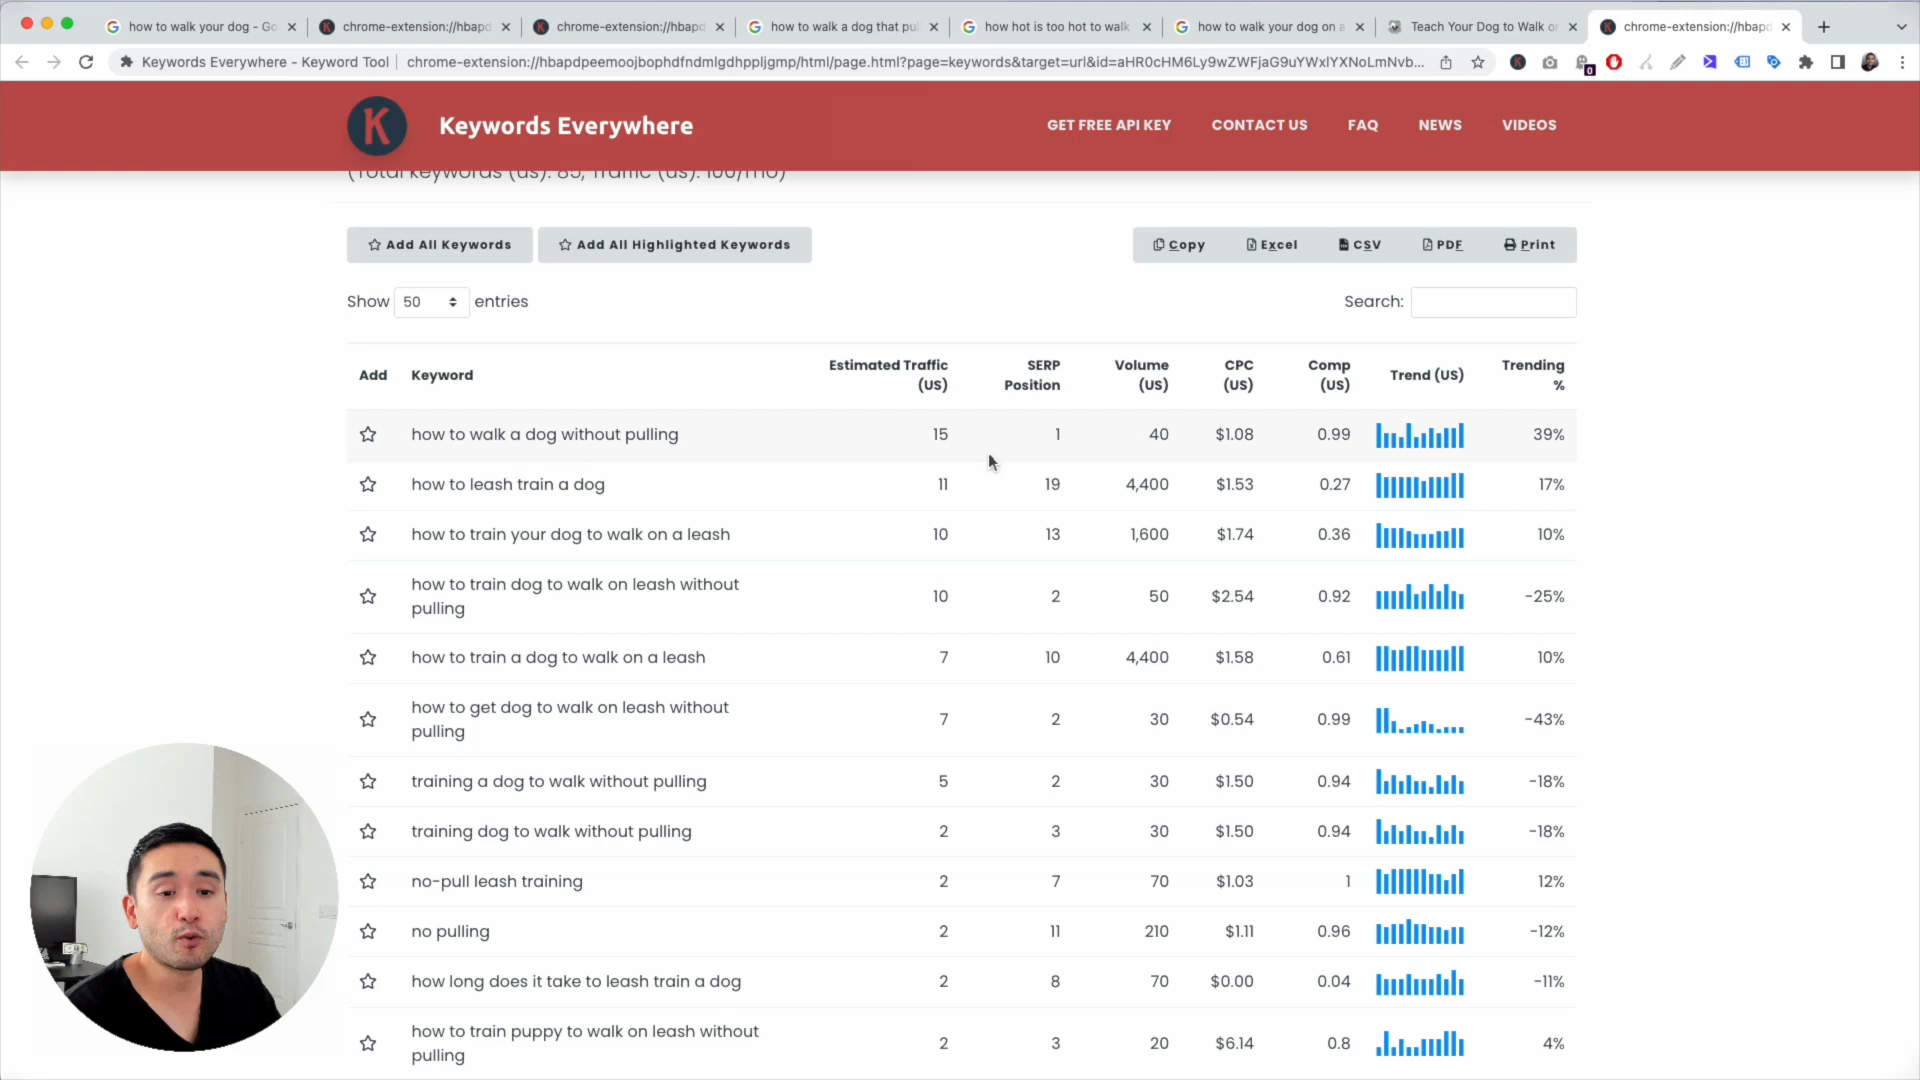 how to walk your dog - Go
chrome-extension://hbapd
chrome-extension://hbapd
how to walk a dog that pul
how hot is too hot to walk
how to walk your dog on a
Teach Your Dog to Walk on
chrome-extension://hbapd
Keywords Everywhere - Keyword Tool
chrome-extension://hbapdpeemoojbophdfndmlgdhppljgmp/html/page.html?page=keywords&target=url&id=aHR0cHM6Ly9wZWFjaG9uYWxlYXNoLmNvb...
0
K
Keywords Everywhere
GET FREE API KEY
CONTACT US
FAQ
NEWS
VIDEOS
(Total keywords (us): 85, Traffic (us): 100/mo)
Add All Keywords
Add All Highlighted Keywords
Copy
Excel
CSV
PDF
Print
Show 50 entries
Search:
Add Keyword Estimated Traffic (US) SERP Position Volume (US) CPC (US) Comp (US) Trend (US) Trending %
how to walk a dog without pulling 15 1 40 $1.08 0.99 39%
how to leash train a dog 11 19 4,400 $1.53 0.27 17%
how to train your dog to walk on a leash 10 13 1,600 $1.74 0.36 10%
how to train dog to walk on leash without
pulling 10 2 50 $2.54 0.92 -25%
how to train a dog to walk on a leash 7 10 4,400 $1.58 0.61 10%
how to get dog to walk on leash without
pulling 7 2 30 $0.54 0.99 -43%
training a dog to walk without pulling 5 2 30 $1.50 0.94 -18%
training dog to walk without pulling 2 3 30 $1.50 0.94 -18%
no-pull leash training 2 7 70 $1.03 1 12%
no pulling 2 11 210 $1.11 0.96 -12%
how long does it take to leash train a dog 2 8 70 $0.00 0.04 -11%
how to train puppy to walk on leash without
pulling 2 3 20 $6.14 0.8 4%